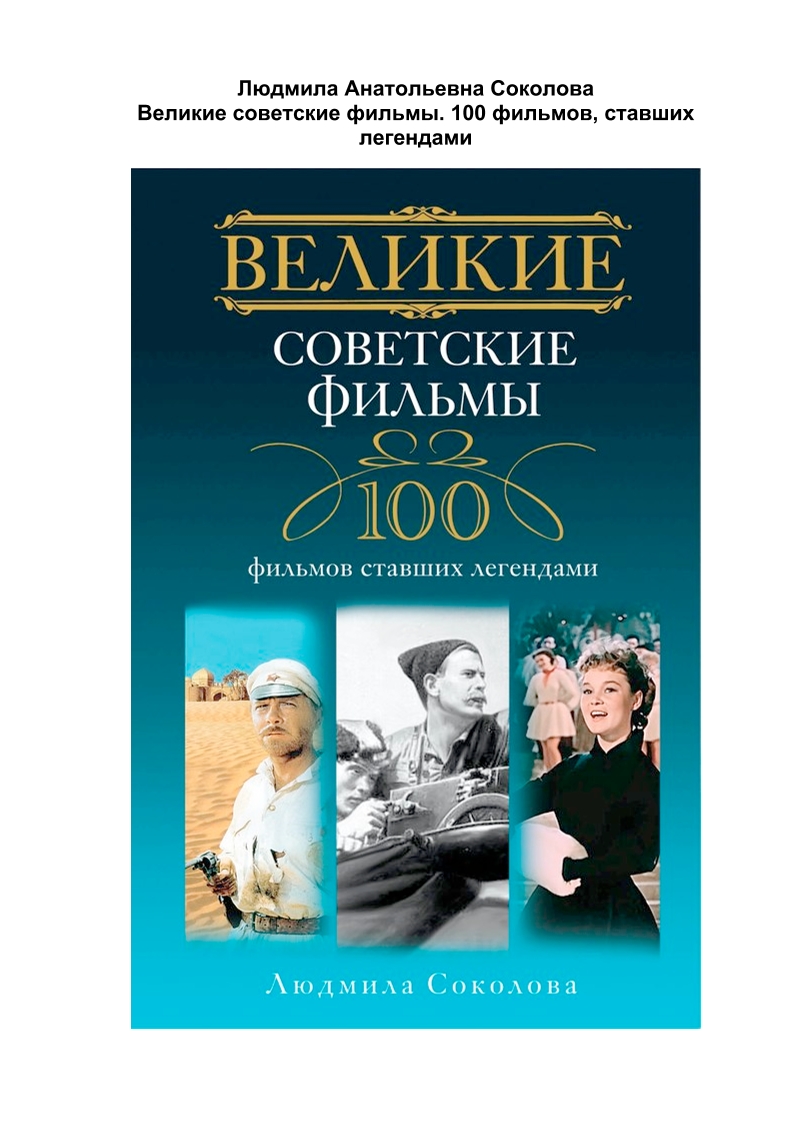 Людмила Анатольевна Соколова
Великие советские фильмы. 100 фильмов, ставших
легендами
ВЕЛИКИЕ
СОВЕТСКИЕ
ФИЛЬМЫ
100
фильмов ставших легендами
Людмила Соколова